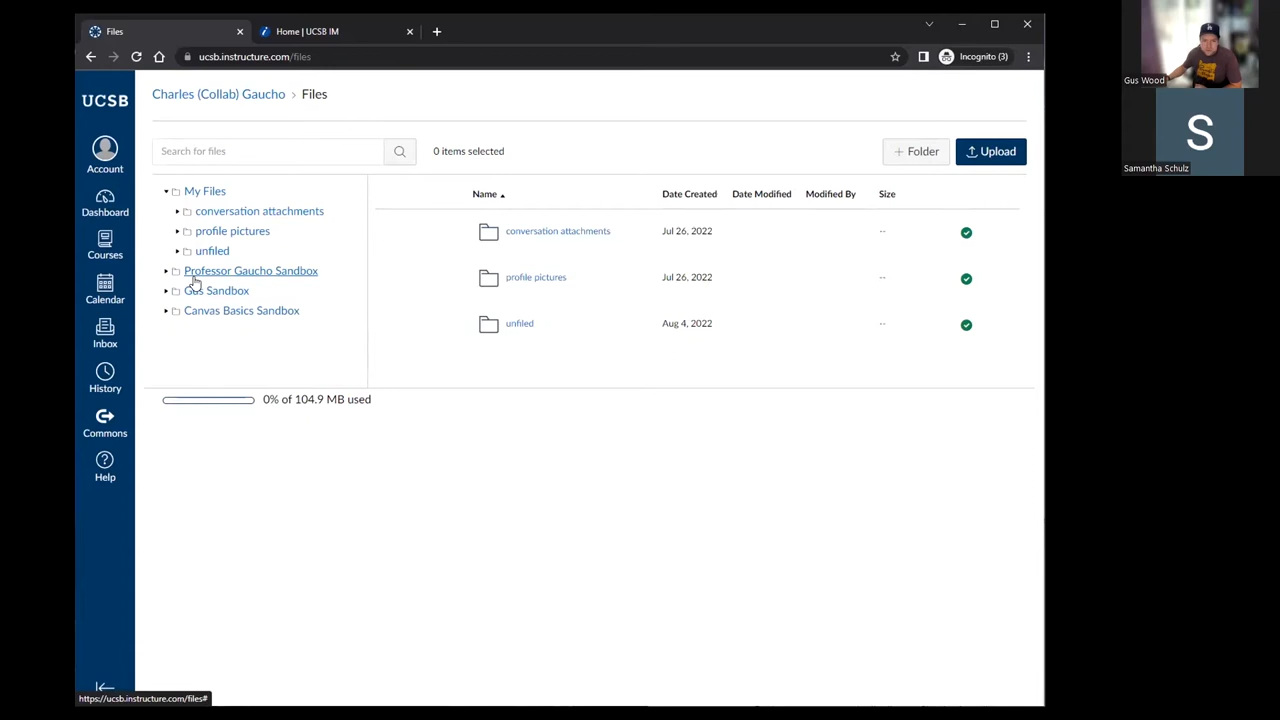 Files
Home | UCSB IM
ucsb.instructure.com/files
Incognito (3)
UCSB
Account
Dashboard
Courses
Calendar
Inbox
History
Commons
Help
Charles (Collab) Gaucho > Files
Search for files
0 items selected
+ Folder
Upload
My Files
conversation attachments
profile pictures
unfiled
Professor Gaucho Sandbox
Gus Sandbox
Canvas Basics Sandbox
Name Date Created Date Modified Modified By Size
conversation attachments Jul 26, 2022 --
profile pictures Jul 26, 2022 --
unfiled Aug 4, 2022 --
0% of 104.9 MB used
https://ucsb.instructure.com/files#
Gus Wood
S
Samantha Schulz